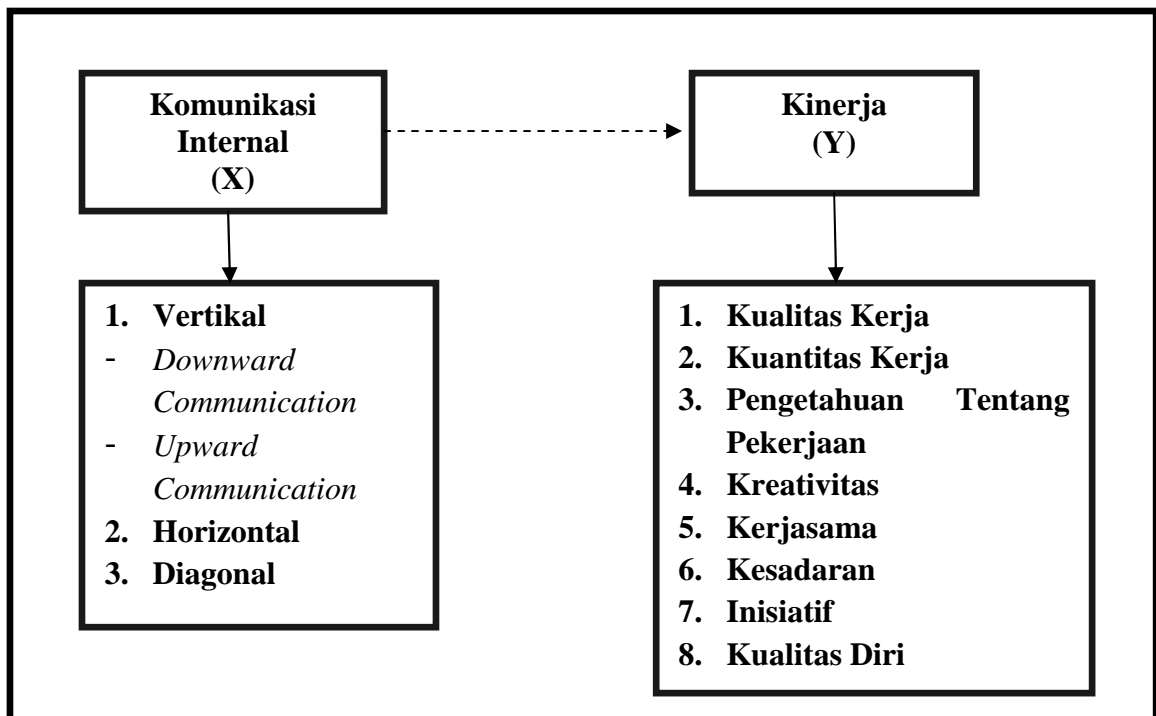 Komunikasi
Internal
(X)
Kinerja
(Y)
1. Vertikal
- Downward
Communication
- Upward
Communication
2. Horizontal
3. Diagonal
1. Kualitas Kerja
2. Kuantitas Kerja
3. Pengetahuan Tentang
Pekerjaan
4. Kreativitas
5. Kerjasama
6. Kesadaran
7. Inisiatif
8. Kualitas Diri